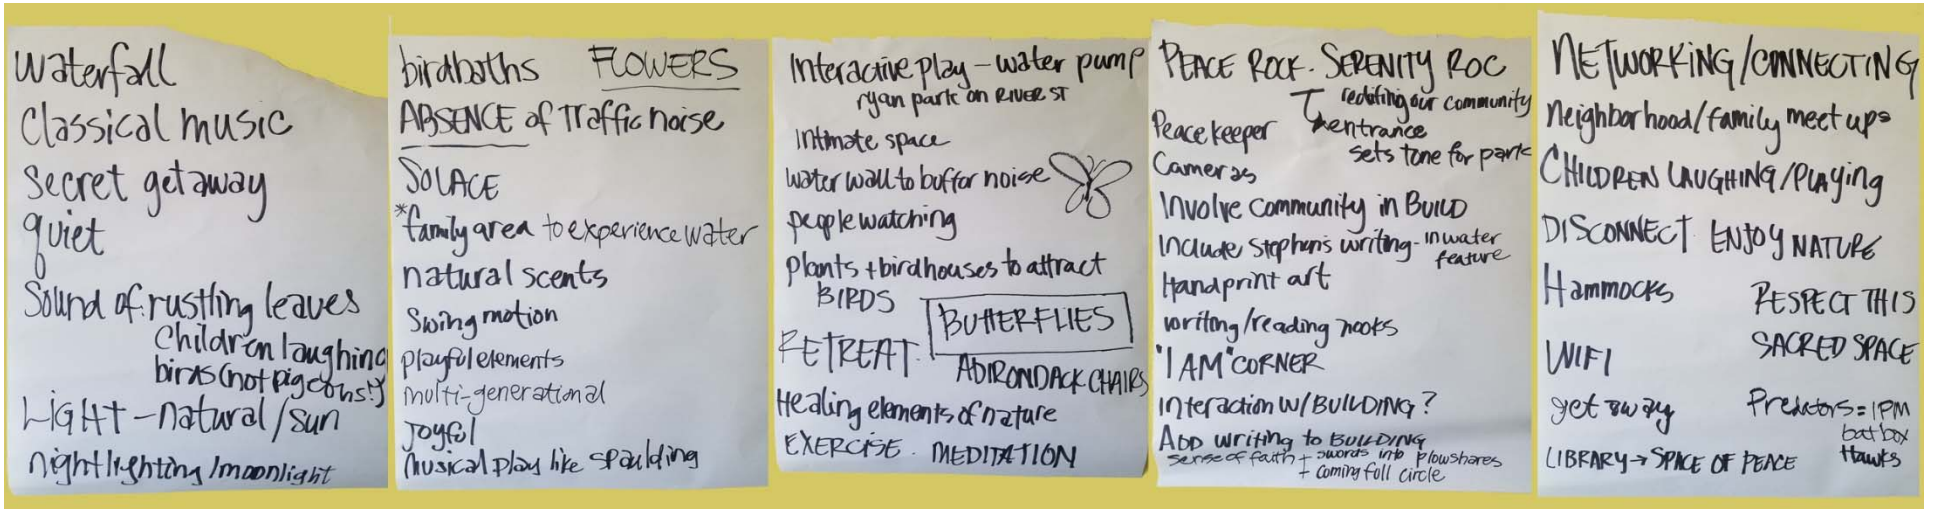 waterfall
Classical music
Secret getaway
quiet
Sound of rustling leaves
Children laughing
birds (not pigeons!)
LIGHT - natural/sun
night lighting/moonlight
birdbaths FLOWERS
ABSENCE of Traffic noise
SOLACE
*family area to experience water
natural scents
Swing motion
playful elements
multi-generational
Joyful
Musical play like spaulding
Interactive play - water pump
ryan park on RIVER ST
Intimate space
water wall to buffor noise
people watching
plants + birdhouses to attract
BIRDS
BUTTERFLIES
RETREAT.
ADIRONDACK CHAIRS
Healing elements of nature
EXERCISE. MEDITATION
PEACE ROCK. SERENITY ROC
redefing our community
Peace keeper
entrance
sets tone for park
Cameras
Involve community in BUILD
Include Stephens writing - in water
feature
Handprint art
writing/reading nooks
"I AM" CORNER
Interaction W/BUILDING?
ADD writing to BUILDING
sense of faith + swords into plowshares
+ coming full circle
NETWORKING/CONNECTING
Neighborhood/family meet ups
CHILDREN LAUGHING/Playing
DISCONNECT ENJOY NATURE
Hammocks
RESPECT THIS
SACRED SPACE
WIFI
get away
Predators = IPM
bat box
Hawks
LIBRARY → SPACE OF PEACE